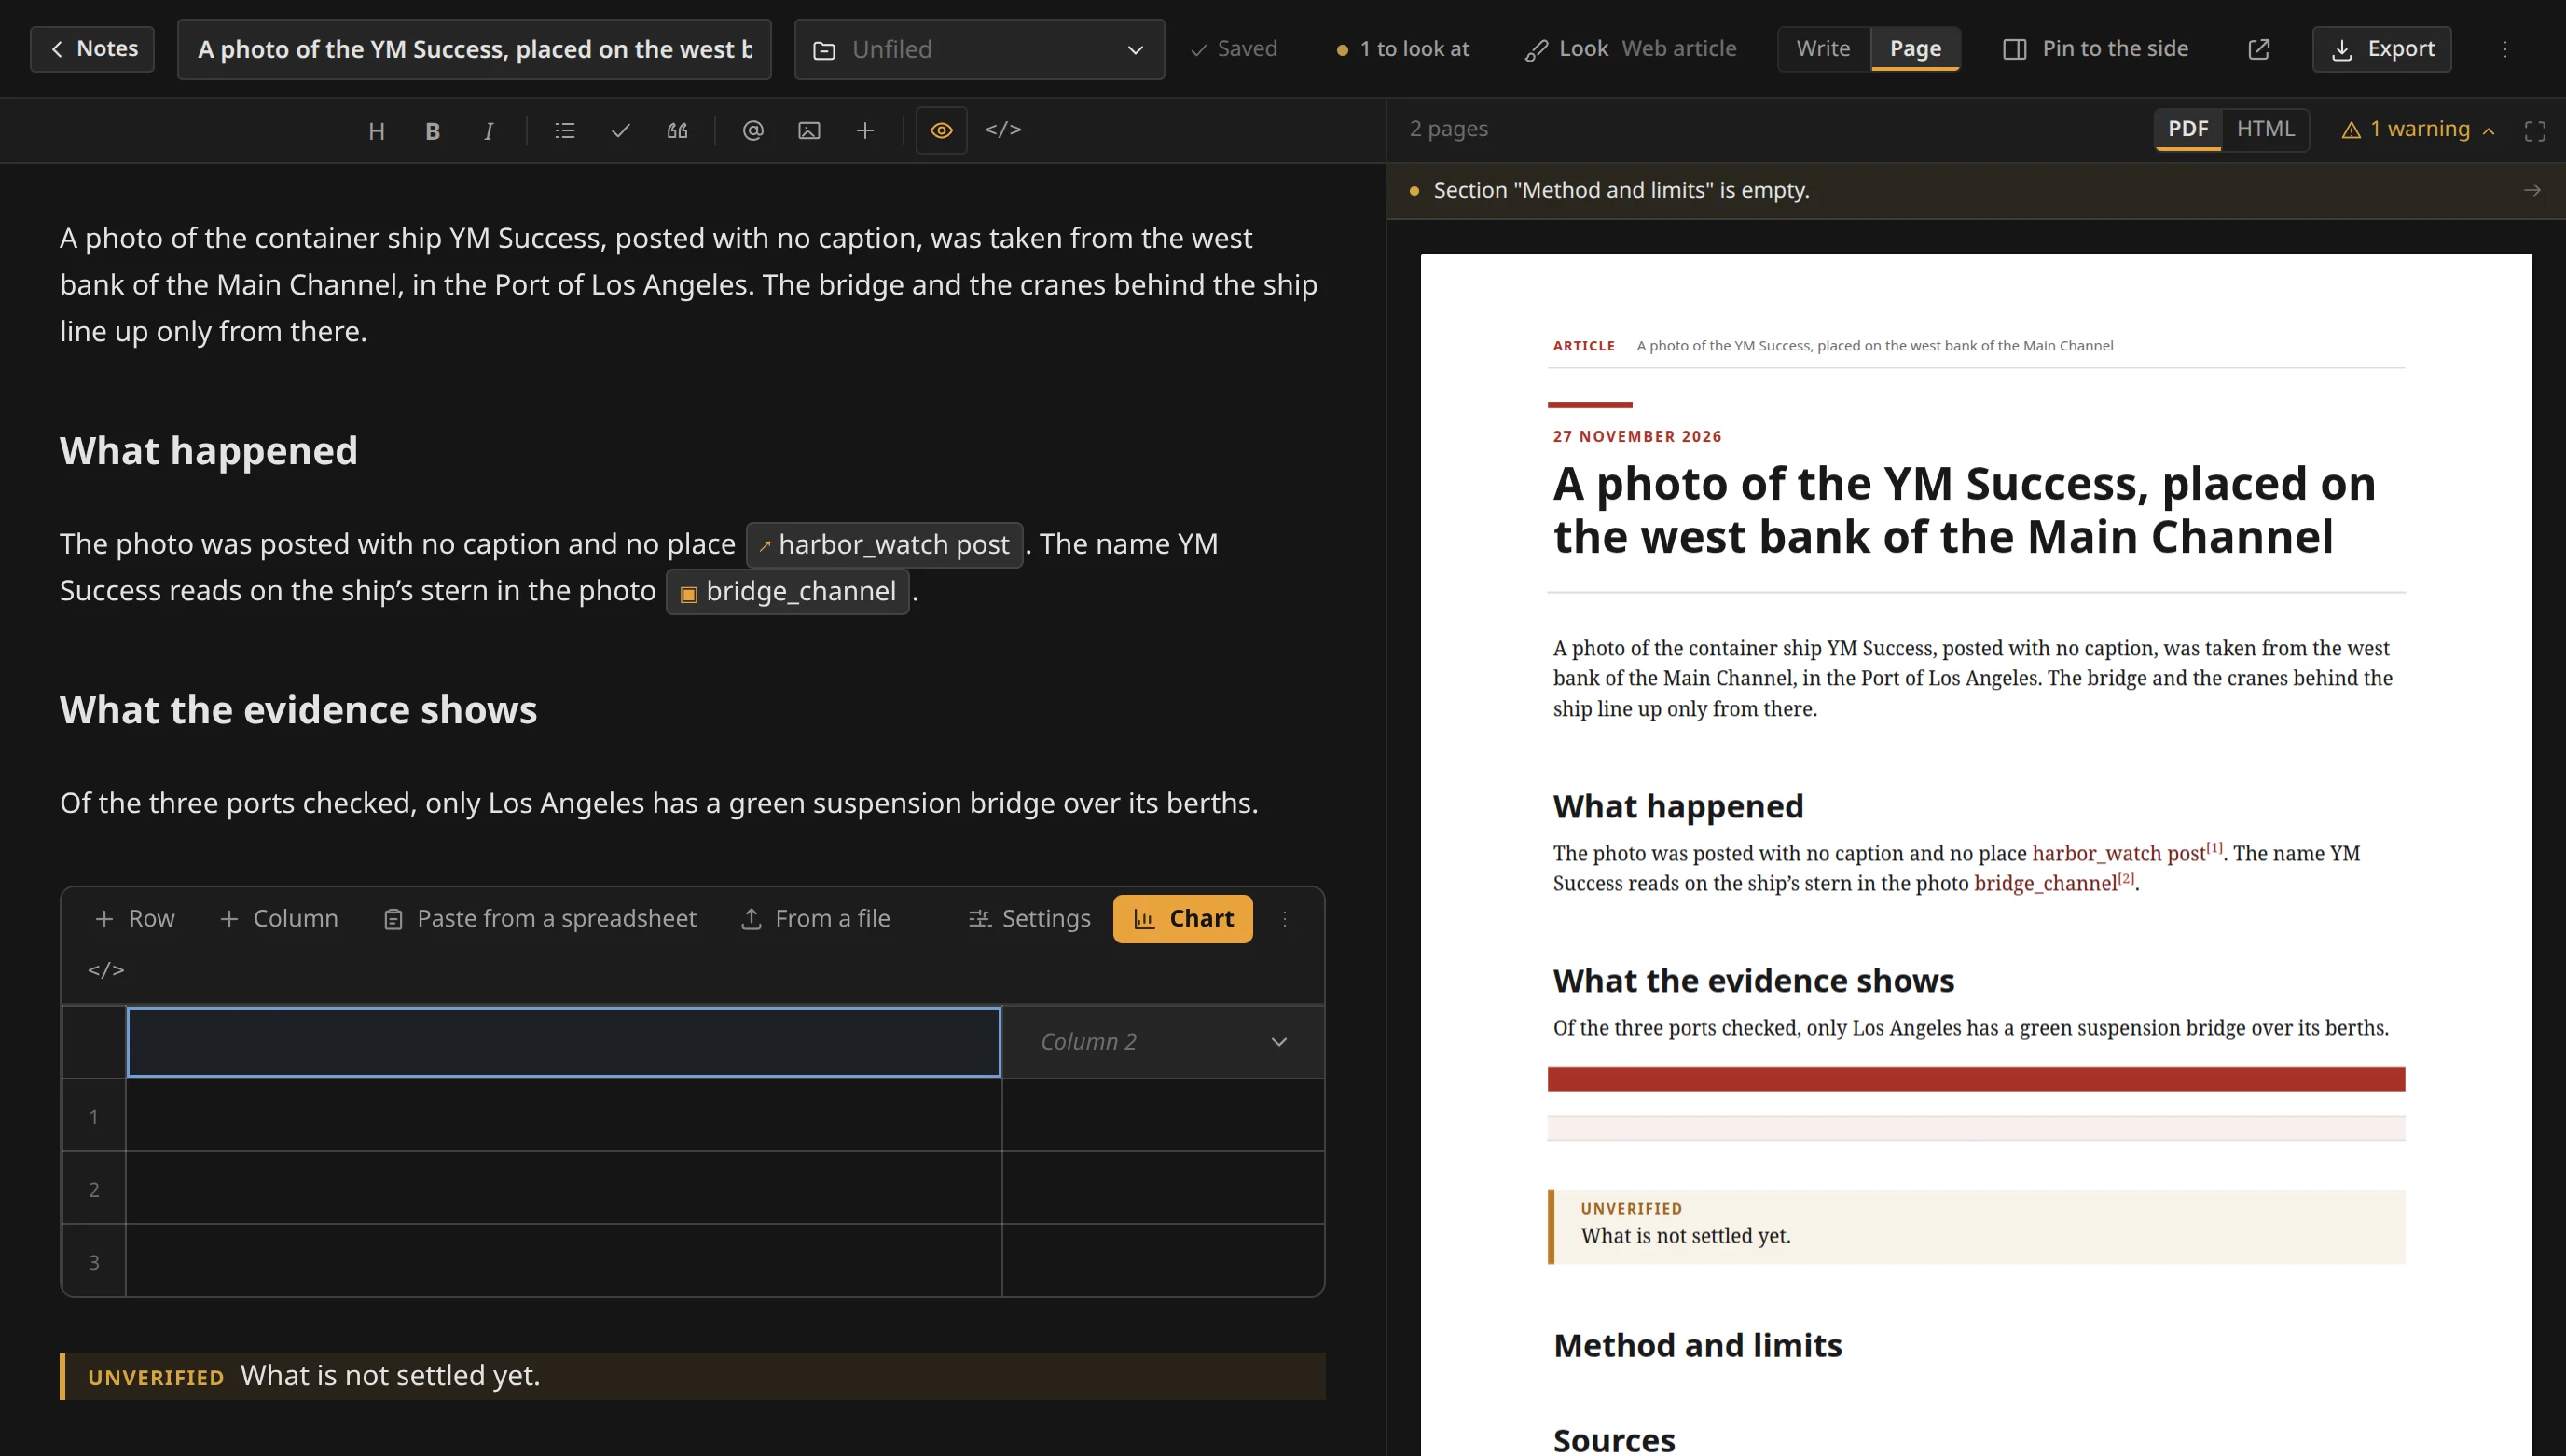 Notes
A photo of the YM Success, placed on the west b
Unfiled
Saved
1 to look at
Look Web article
Write
Page
Pin to the side
Export
H B I
</>
2 pages
PDF
HTML
1 warning
Section "Method and limits" is empty.
A photo of the container ship YM Success, posted with no caption, was taken from the west
bank of the Main Channel, in the Port of Los Angeles. The bridge and the cranes behind the ship
line up only from there.
What happened
The photo was posted with no caption and no place harbor_watch post. The name YM
Success reads on the ship’s stern in the photo bridge_channel.
What the evidence shows
Of the three ports checked, only Los Angeles has a green suspension bridge over its berths.
Row
Column
Paste from a spreadsheet
From a file
Settings
Chart
</>
Column 2
1
2
3
UNVERIFIED What is not settled yet.
ARTICLE A photo of the YM Success, placed on the west bank of the Main Channel
27 NOVEMBER 2026
A photo of the YM Success, placed on
the west bank of the Main Channel
A photo of the container ship YM Success, posted with no caption, was taken from the west
bank of the Main Channel, in the Port of Los Angeles. The bridge and the cranes behind the
ship line up only from there.
What happened
The photo was posted with no caption and no place harbor_watch post[1]. The name YM
Success reads on the ship’s stern in the photo bridge_channel[2].
What the evidence shows
Of the three ports checked, only Los Angeles has a green suspension bridge over its berths.
UNVERIFIED
What is not settled yet.
Method and limits
Sources